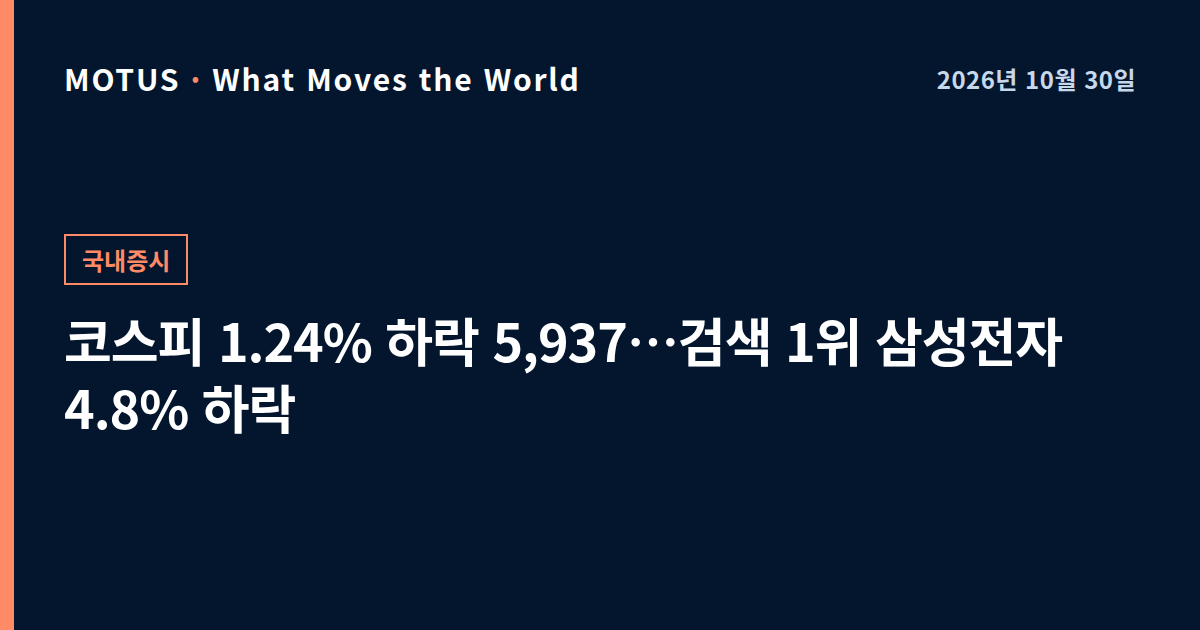 MOTUS · What Moves the World
2026년 10월 30일
국내증시
코스피 1.24% 하락 5,937…검색 1위 삼성전자
4.8% 하락